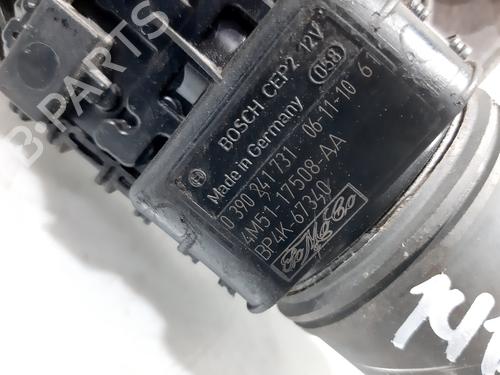 BOSCH CEP2 12V
Made in Germany 058
0 390 241 731 06-11-10 61
4M51-17508 AA
BP4K-67340
FoMoCo
B-Parts